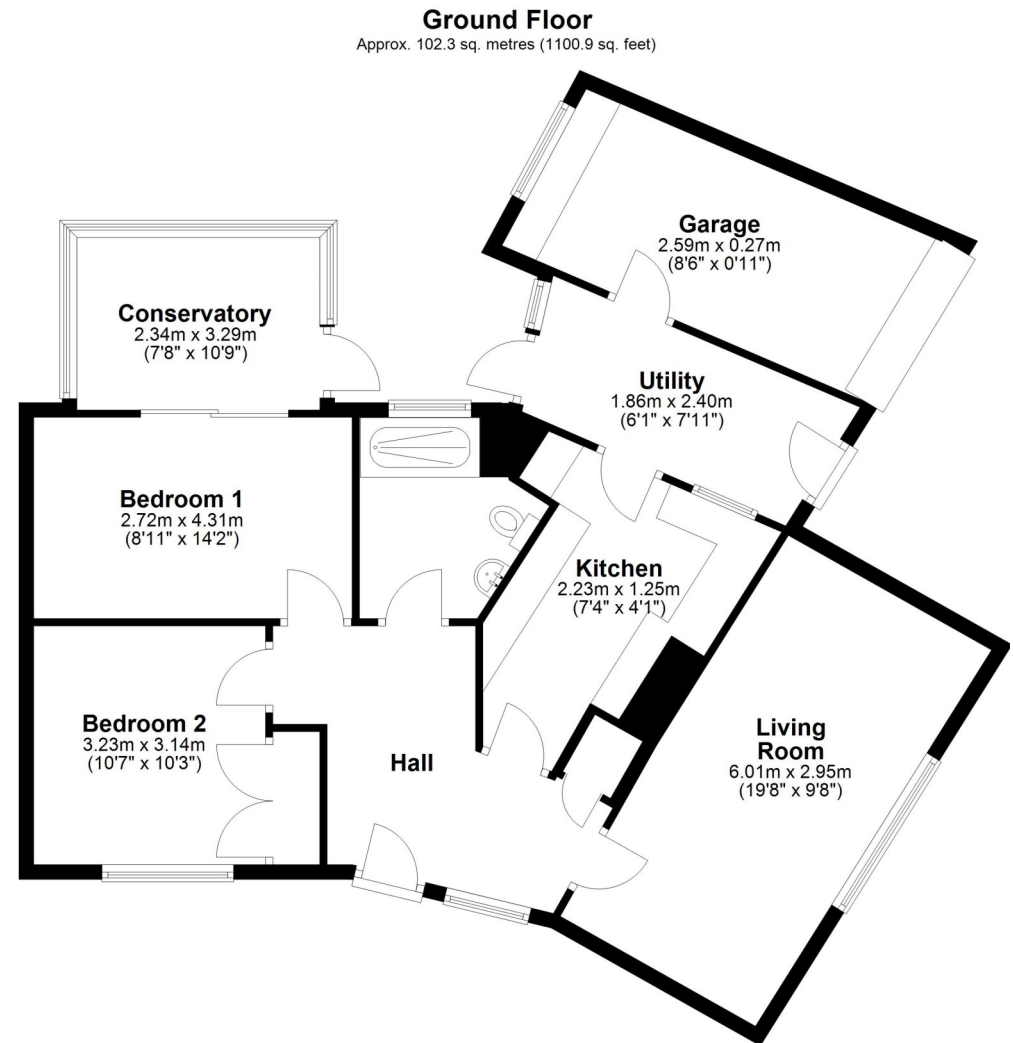 Ground Floor
Approx. 102.3 sq. metres (1100.9 sq. feet)
Garage
2.59m x 0.27m
(8'6" x 0'11")
Conservatory
2.34m x 3.29m
(7'8" x 10'9")
Utility
1.86m x 2.40m
(6'1" x 7'11")
Bedroom 1
2.72m x 4.31m
(8'11" x 14'2")
Kitchen
2.23m x 1.25m
(7'4" x 4'1")
Bedroom 2
3.23m x 3.14m
(10'7" x 10'3")
Hall
Living
Room
6.01m x 2.95m
(19'8" x 9'8")